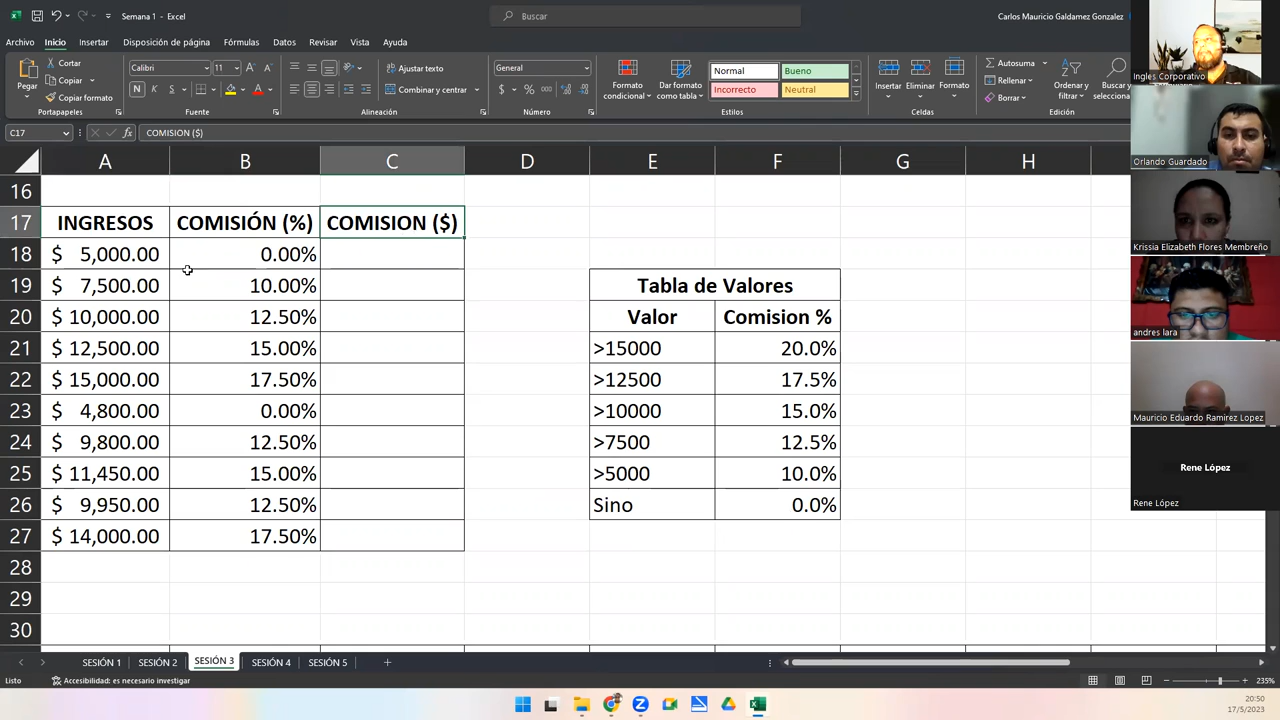 Semana 1 - Excel
Buscar
Carlos Mauricio Galdamez Gonzalez
Archivo Inicio Insertar Disposición de página Fórmulas Datos Revisar Vista Ayuda
Pegar
Cortar
Copiar
Copiar formato
Portapapeles
Calibri 11
N K S
Fuente
Ajustar texto
Combinar y centrar
Alineación
General
Número
Formato condicional
Dar formato como tabla
Normal Bueno
Incorrecto Neutral
Estilos
Insertar Eliminar Formato
Celdas
Autosuma
Rellenar
Borrar
Edición
C17 fx COMISION ($)
A B C D E F G H
16
17 INGRESOS COMISIÓN (%) COMISION ($)
18 $ 5,000.00 0.00%
19 $ 7,500.00 10.00% Tabla de Valores
20 $ 10,000.00 12.50% Valor Comision %
21 $ 12,500.00 15.00% >15000 20.0%
22 $ 15,000.00 17.50% >12500 17.5%
23 $ 4,800.00 0.00% >10000 15.0%
24 $ 9,800.00 12.50% >7500 12.5%
25 $ 11,450.00 15.00% >5000 10.0%
26 $ 9,950.00 12.50% Sino 0.0%
27 $ 14,000.00 17.50%
28
29
30
SESIÓN 1 SESIÓN 2 SESIÓN 3 SESIÓN 4 SESIÓN 5
Listo Accesibilidad: es necesario investigar 235%
20:50
17/5/2023
Ingles Corporativo
Orlando Guardado
Krissia Elizabeth Flores Membreño
andres lara
Mauricio Eduardo Ramirez Lopez
Rene López
Rene López